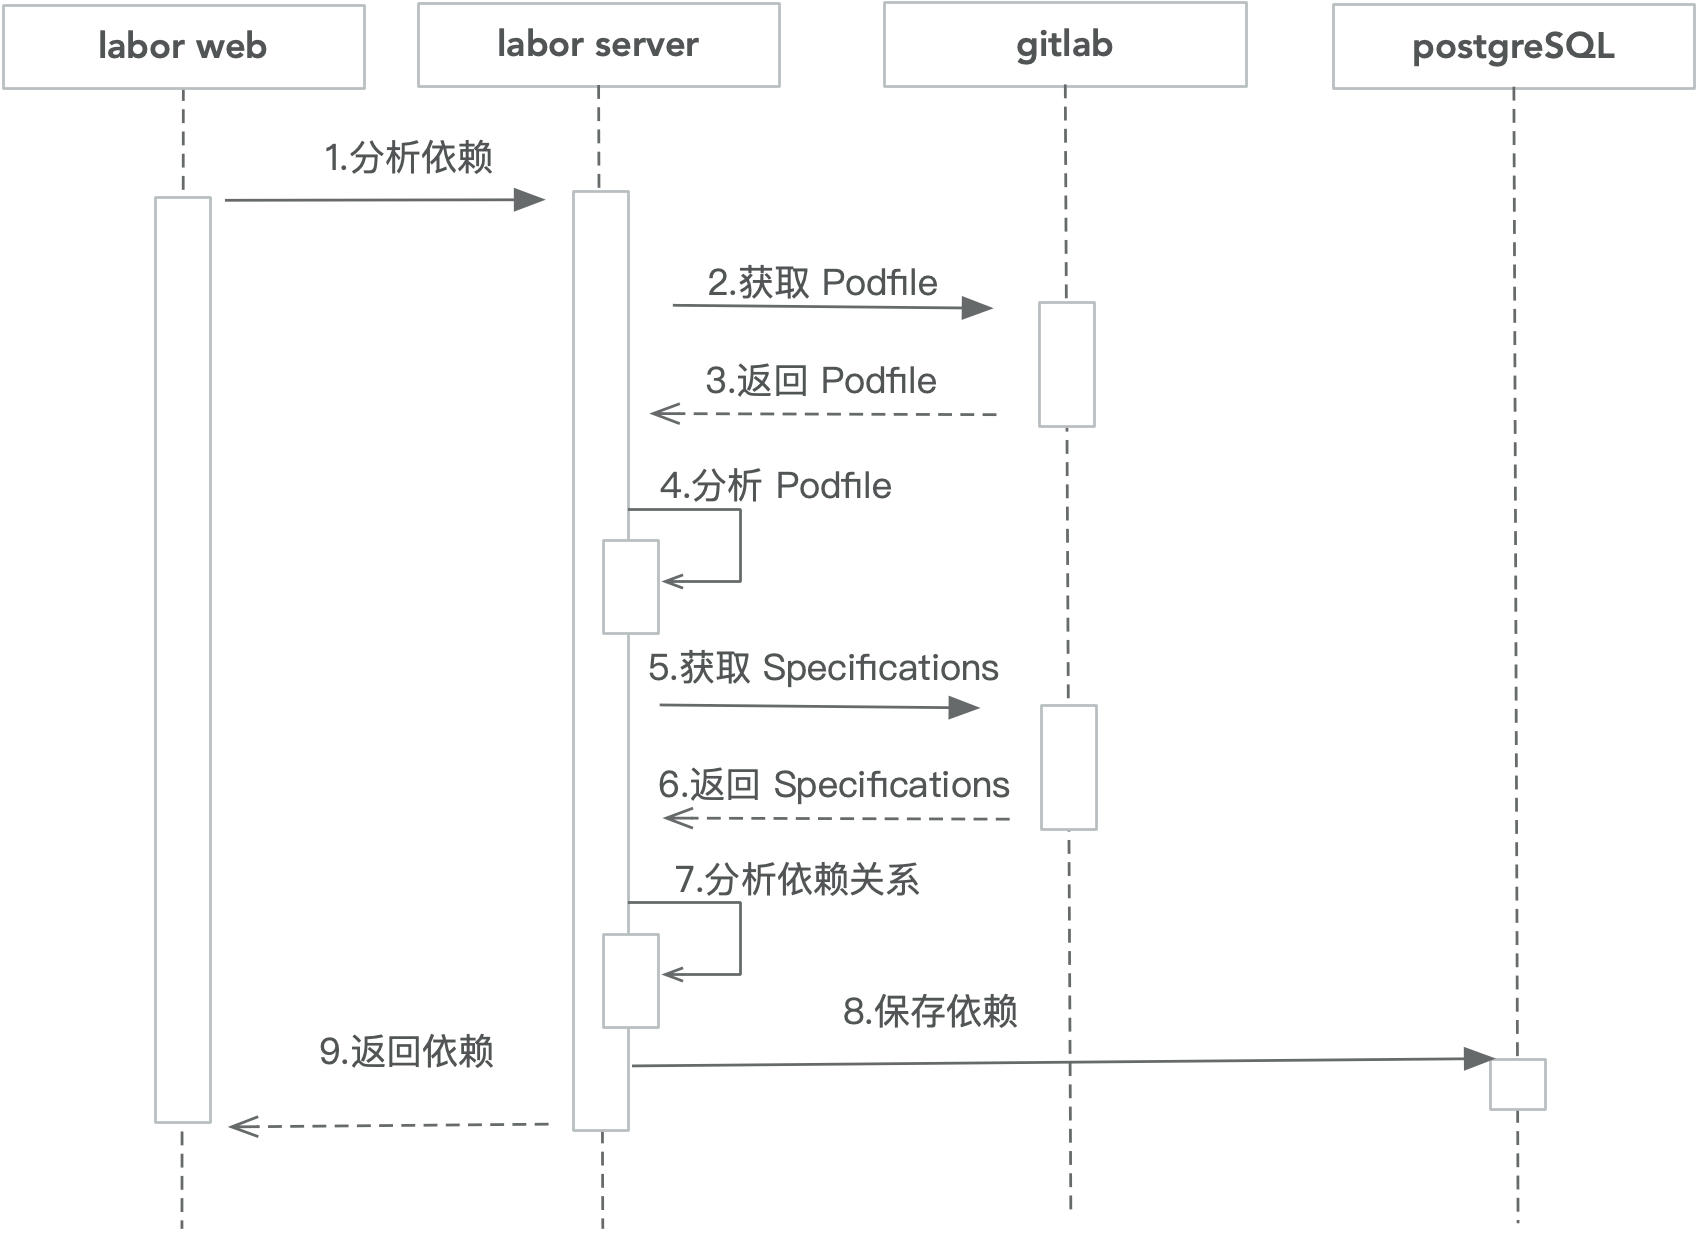 labor web
labor server
gitlab
postgreSQL
1.分析依赖
2.获取 Podfile
3.返回 Podfile
4.分析 Podfile
5.获取 Specifications
6.返回 Specifications
7.分析依赖关系
8.保存依赖
9.返回依赖